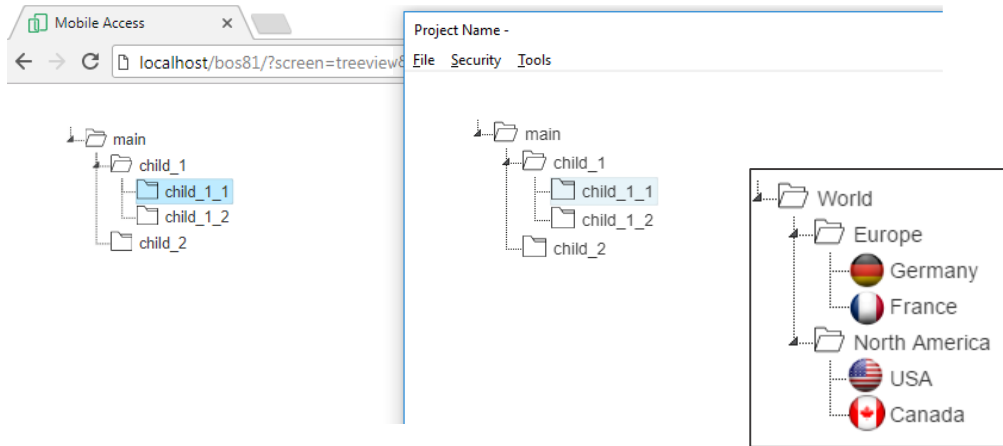 Mobile Access
localhost/bos81/?screen=treeview
main
child_1
child_1_1
child_1_2
child_2
Project Name -
File Security Tools
main
child_1
child_1_1
child_1_2
child_2
World
Europe
Germany
France
North America
USA
Canada